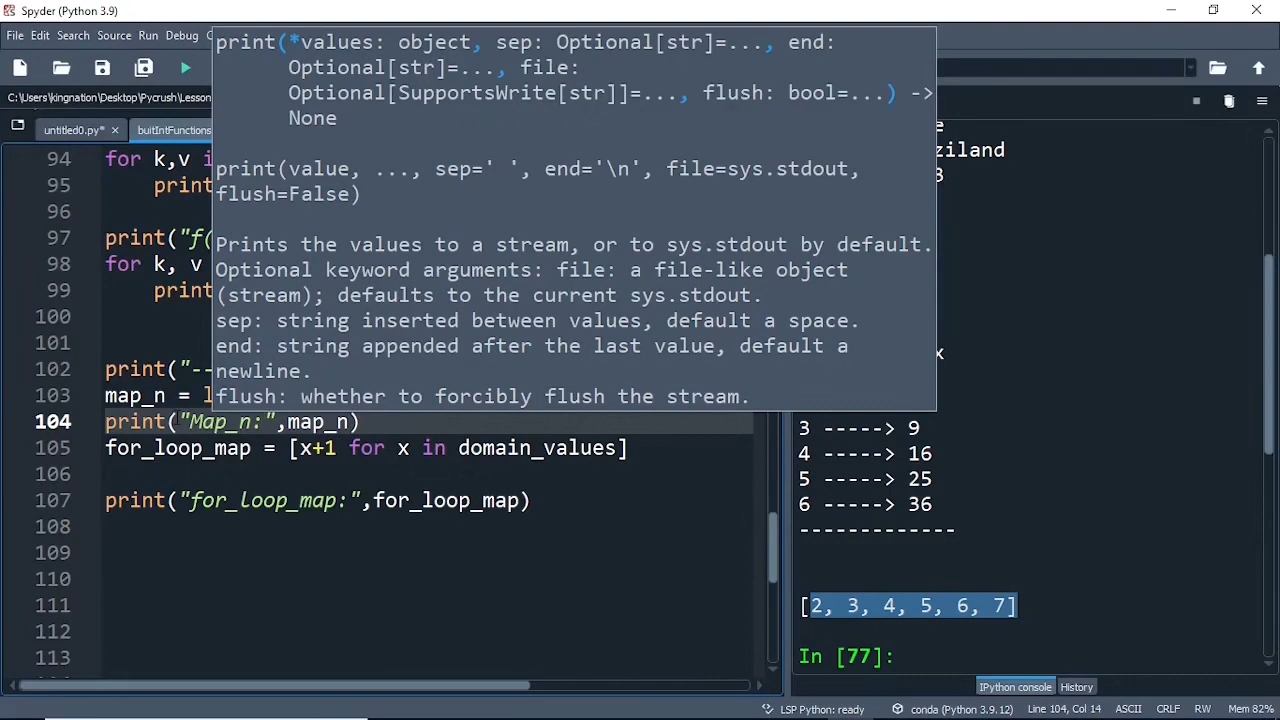 Spyder (Python 3.9)
File Edit Search Source Run Debug
C:\Users\kingnation\Desktop\Pycrush\Lesson
untitled0.py*
buitIntFunctions
print(*values: object, sep: Optional[str]=..., end:
Optional[str]=..., file:
Optional[SupportsWrite[str]]=..., flush: bool=...) ->
None
print(value, ..., sep=' ', end='\n', file=sys.stdout,
flush=False)
Prints the values to a stream, or to sys.stdout by default.
Optional keyword arguments: file: a file-like object
(stream); defaults to the current sys.stdout.
sep: string inserted between values, default a space.
end: string appended after the last value, default a
newline.
flush: whether to forcibly flush the stream.
94 for k,v i
95 print
96
97 print("f(
98 for k, v
99 print
100
101
102 print("--
103 map_n = l
104 print("Map_n:",map_n)
105 for_loop_map = [x+1 for x in domain_values]
106
107 print("for_loop_map:",for_loop_map)
108
109
110
111
112
113
e
ziland
3
x
3 -----> 9
4 -----> 16
5 -----> 25
6 -----> 36
-------------
[2, 3, 4, 5, 6, 7]
In [77]:
IPython console History
LSP Python: ready conda (Python 3.9.12) Line 104, Col 14 ASCII CRLF RW Mem 82%